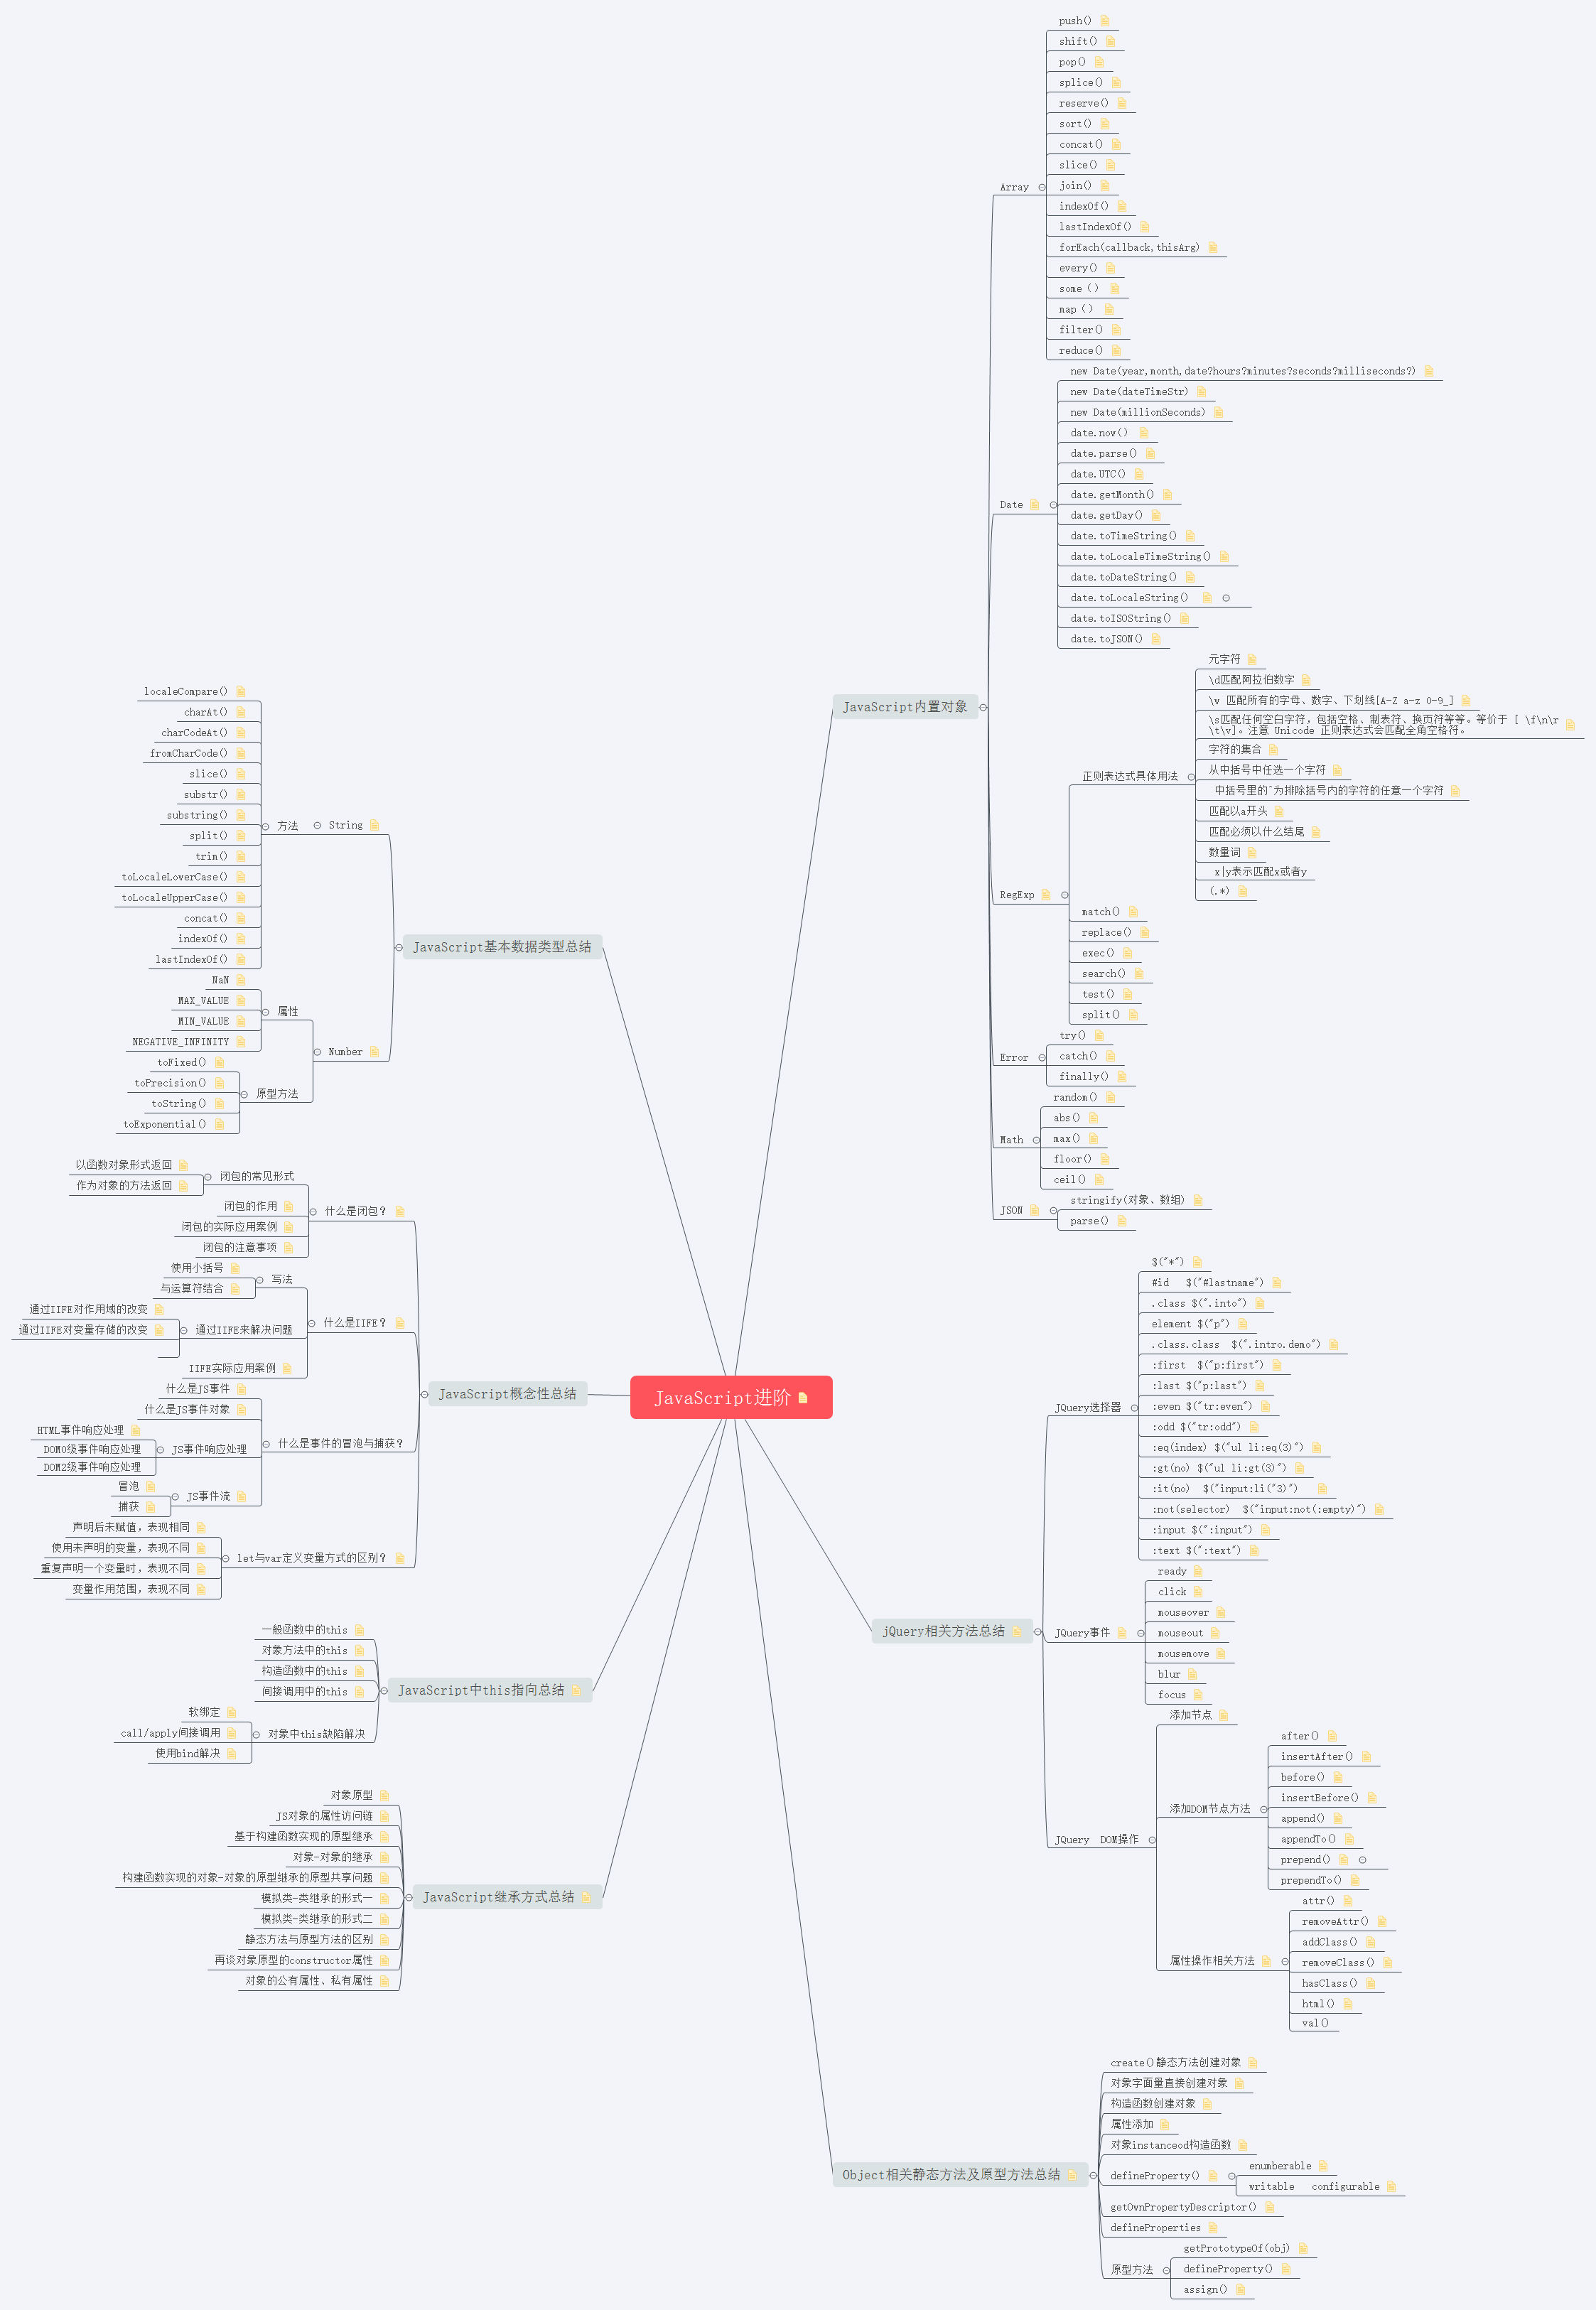 JavaScript进阶
JavaScript内置对象
Array
push()
shift()
pop()
splice()
reserve()
sort()
concat()
slice()
join()
indexOf()
lastIndexOf()
forEach(callback,thisArg)
every()
some（）
map（）
filter()
reduce()
Date
new Date(year,month,date?hours?minutes?seconds?milliseconds?)
new Date(dateTimeStr)
new Date(millionSeconds)
date.now()
date.parse()
date.UTC()
date.getMonth()
date.getDay()
date.toTimeString()
date.toLocaleTimeString()
date.toDateString()
date.toLocaleString()
date.toISOString()
date.toJSON()
RegExp
正则表达式具体用法
元字符
\d匹配阿拉伯数字
\w 匹配所有的字母、数字、下划线[A-Z a-z 0-9_]
\s匹配任何空白字符，包括空格、制表符、换页符等等。等价于 [ \f\n\r
\t\v]。注意 Unicode 正则表达式会匹配全角空格符。
字符的集合
从中括号中任选一个字符
中括号里的^为排除括号内的字符的任意一个字符
匹配以a开头
匹配必须以什么结尾
数量词
x|y表示匹配x或者y
(.*)
match()
replace()
exec()
search()
test()
split()
Error
try()
catch()
finally()
Math
random()
abs()
max()
floor()
ceil()
JSON
stringify(对象、数组)
parse()
jQuery相关方法总结
JQuery选择器
$("*")
#id   $("#lastname")
.class $(".into")
element $("p")
.class.class  $(".intro.demo")
:first  $("p:first")
:last $("p:last")
:even $("tr:even")
:odd $("tr:odd")
:eq(index) $("ul li:eq(3)")
:gt(no) $("ul li:gt(3)")
:it(no)  $("input:li("3)")
:not(selector)  $("input:not(:empty)")
:input $(":input")
:text $(":text")
JQuery事件
ready
click
mouseover
mouseout
mousemove
blur
focus
JQuery  DOM操作
添加节点
添加DOM节点方法
after()
insertAfter()
before()
insertBefore()
append()
appendTo()
prepend()
prependTo()
属性操作相关方法
attr()
removeAttr()
addClass()
removeClass()
hasClass()
html()
val()
Object相关静态方法及原型方法总结
create()静态方法创建对象
对象字面量直接创建对象
构造函数创建对象
属性添加
对象instanceod构造函数
defineProperty()
enumberable
writable   configurable
getOwnPropertyDescriptor()
defineProperties
原型方法
getPrototypeOf(obj)
defineProperty()
assign()
JavaScript基本数据类型总结
String
方法
localeCompare()
charAt()
charCodeAt()
fromCharCode()
slice()
substr()
substring()
split()
trim()
toLocaleLowerCase()
toLocaleUpperCase()
concat()
indexOf()
lastIndexOf()
Number
属性
NaN
MAX_VALUE
MIN_VALUE
NEGATIVE_INFINITY
原型方法
toFixed()
toPrecision()
toString()
toExponential()
JavaScript概念性总结
什么是闭包？
闭包的常见形式
以函数对象形式返回
作为对象的方法返回
闭包的作用
闭包的实际应用案例
闭包的注意事项
什么是IIFE？
写法
使用小括号
与运算符结合
通过IIFE来解决问题
通过IIFE对作用域的改变
通过IIFE对变量存储的改变
IIFE实际应用案例
什么是事件的冒泡与捕获？
什么是JS事件
什么是JS事件对象
JS事件响应处理
HTML事件响应处理
DOM0级事件响应处理
DOM2级事件响应处理
JS事件流
冒泡
捕获
let与var定义变量方式的区别？
声明后未赋值，表现相同
使用未声明的变量，表现不同
重复声明一个变量时，表现不同
变量作用范围，表现不同
JavaScript中this指向总结
一般函数中的this
对象方法中的this
构造函数中的this
间接调用中的this
对象中this缺陷解决
软绑定
call/apply间接调用
使用bind解决
JavaScript继承方式总结
对象原型
JS对象的属性访问链
基于构建函数实现的原型继承
对象-对象的继承
构建函数实现的对象-对象的原型继承的原型共享问题
模拟类-类继承的形式一
模拟类-类继承的形式二
静态方法与原型方法的区别
再谈对象原型的constructor属性
对象的公有属性、私有属性